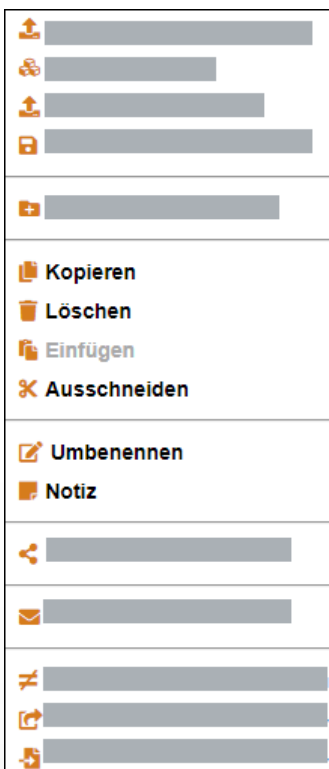 Kopieren
Löschen
Einfügen
Ausschneiden
Umbenennen
Notiz